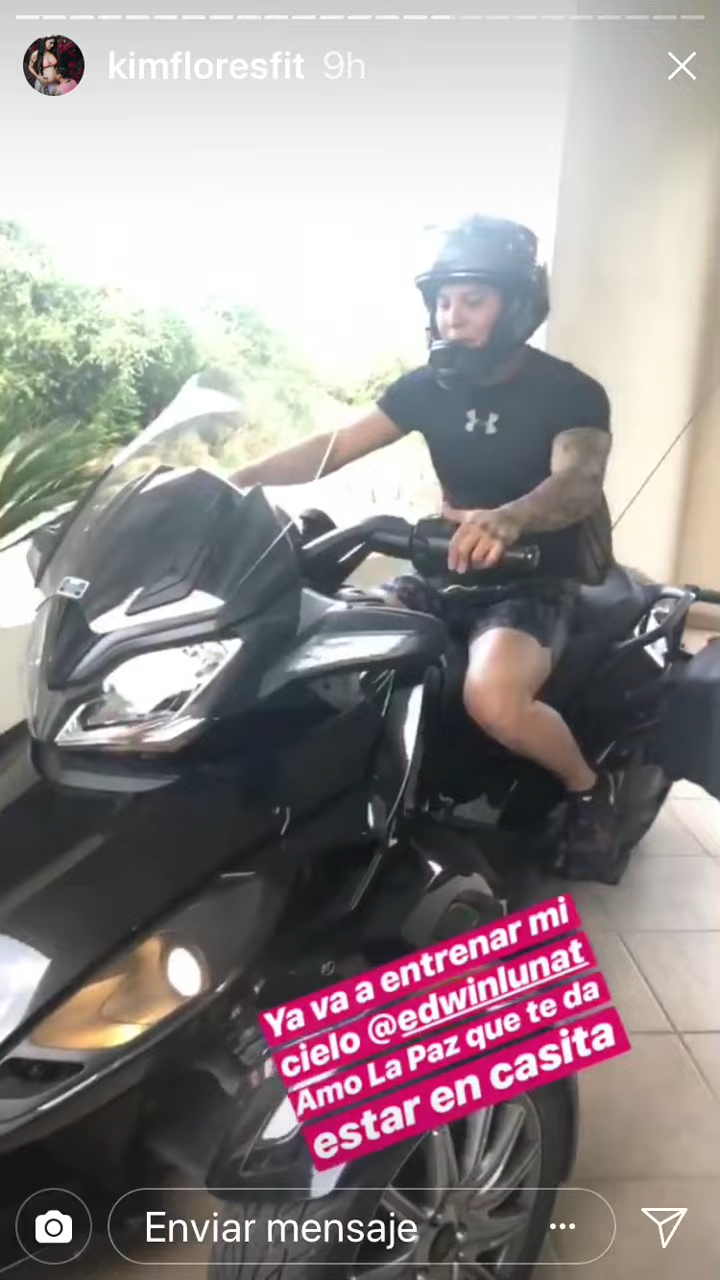 kimfloresfit 9h
Ya va a entrenar mi
cielo @edwinlunat
Amo La Paz que te da
estar en casita
Enviar mensaje